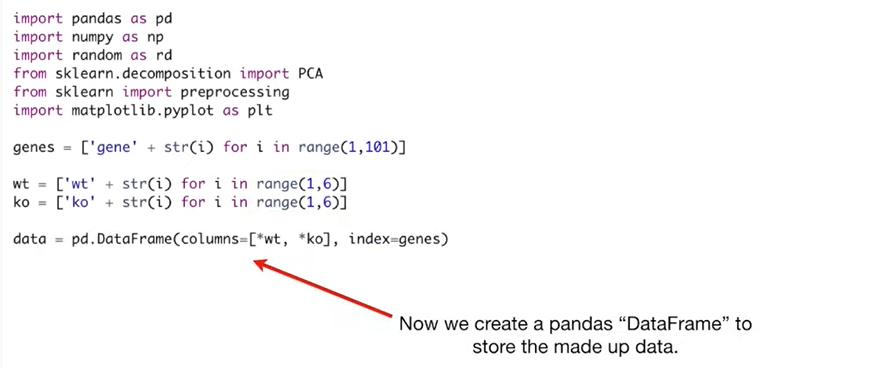 import pandas as pd
import numpy as np
import random as rd
from sklearn.decomposition import PCA
from sklearn import preprocessing
import matplotlib.pyplot as plt
genes = ['gene' + str(i) for i in range(1,101)]
wt = ['wt' + str(i) for i in range(1,6)]
ko = ['ko' + str(i) for i in range(1,6)]
data = pd.DataFrame(columns=[*wt, *ko], index=genes)
Now we create a pandas “DataFrame” to
store the made up data.